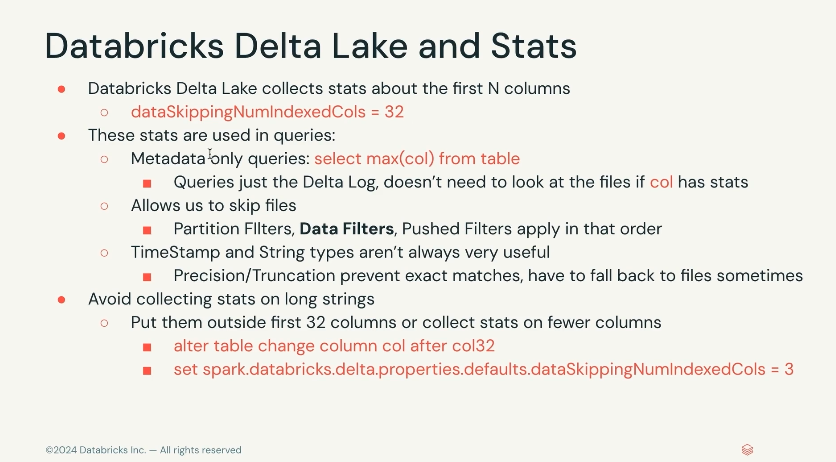 Databricks Delta Lake and Stats
● Databricks Delta Lake collects stats about the first N columns
○ dataSkippingNumIndexedCols = 32
● These stats are used in queries:
○ Metadata only queries: select max(col) from table
■ Queries just the Delta Log, doesn't need to look at the files if col has stats
○ Allows us to skip files
■ Partition FIlters, Data Filters, Pushed Filters apply in that order
○ TimeStamp and String types aren't always very useful
■ Precision/Truncation prevent exact matches, have to fall back to files sometimes
● Avoid collecting stats on long strings
○ Put them outside first 32 columns or collect stats on fewer columns
■ alter table change column col after col32
■ set spark.databricks.delta.properties.defaults.dataSkippingNumIndexedCols = 3
©2024 Databricks Inc. — All rights reserved